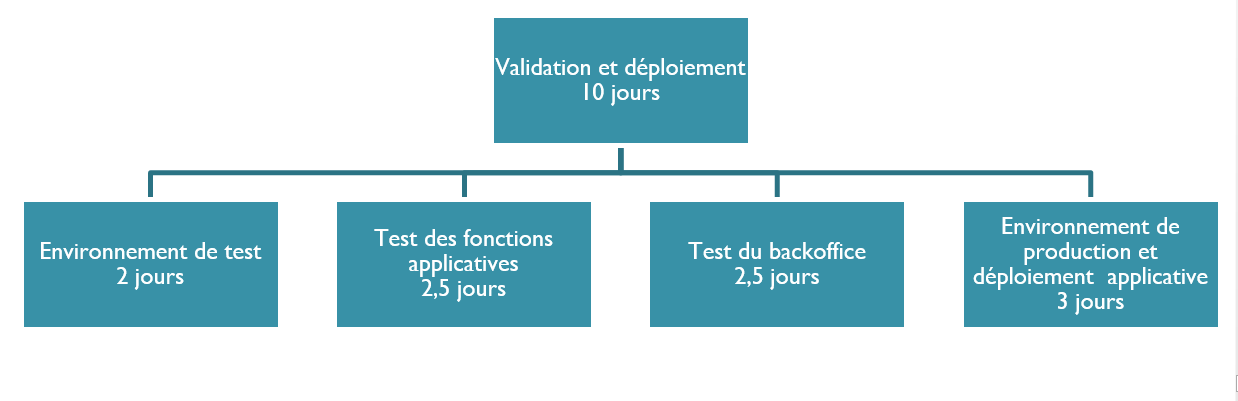 Validation et déploiement
10 jours
Environnement de test
2 jours
Test des fonctions
applicatives
2,5 jours
Test du backoffice
2,5 jours
Environnement de
production et
déploiement  applicative
3 jours